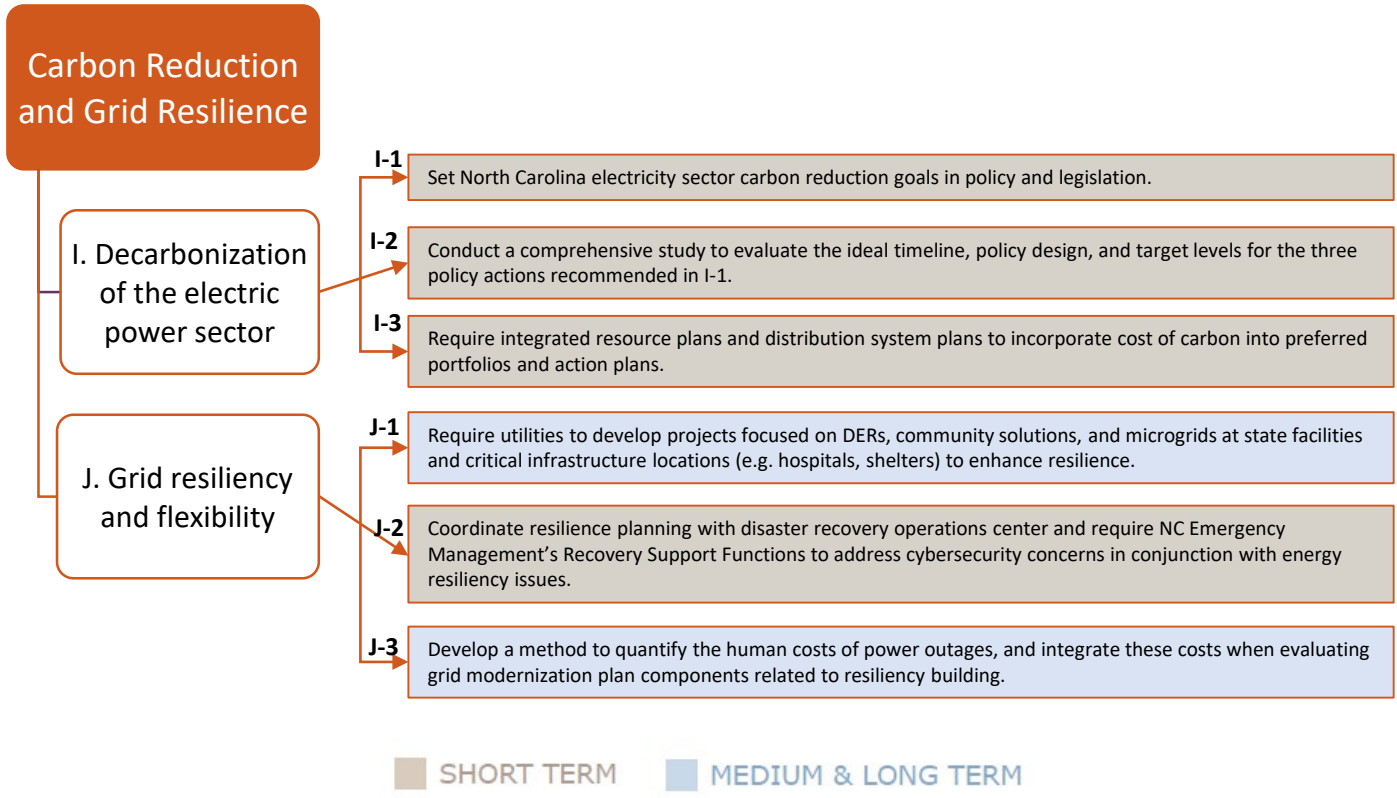 Carbon Reduction
and Grid Resilience
I. Decarbonization
of the electric
power sector
I-1
Set North Carolina electricity sector carbon reduction goals in policy and legislation.
I-2
Conduct a comprehensive study to evaluate the ideal timeline, policy design, and target levels for the three
policy actions recommended in I-1.
I-3
Require integrated resource plans and distribution system plans to incorporate cost of carbon into preferred
portfolios and action plans.
J. Grid resiliency
and flexibility
J-1
Require utilities to develop projects focused on DERs, community solutions, and microgrids at state facilities
and critical infrastructure locations (e.g. hospitals, shelters) to enhance resilience.
J-2
Coordinate resilience planning with disaster recovery operations center and require NC Emergency
Management’s Recovery Support Functions to address cybersecurity concerns in conjunction with energy
resiliency issues.
J-3
Develop a method to quantify the human costs of power outages, and integrate these costs when evaluating
grid modernization plan components related to resiliency building.
SHORT TERM
MEDIUM & LONG TERM